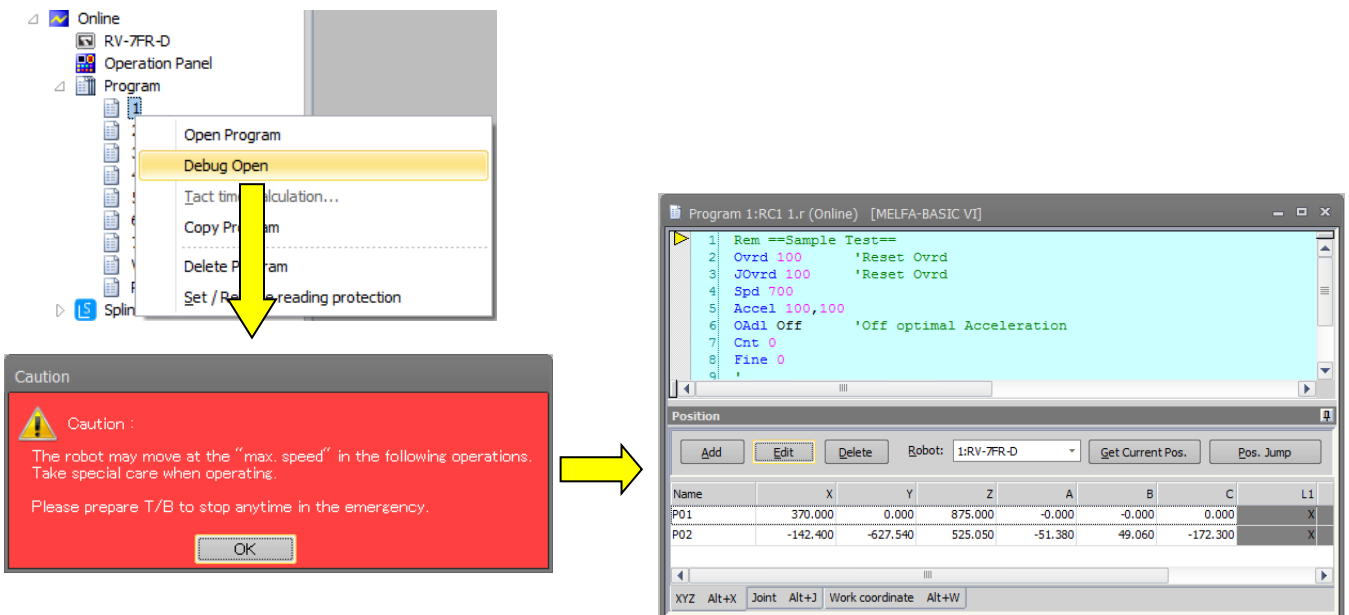 Online
RV-7FR-D
Operation Panel
Program
1
Open Program
Debug Open
Tact time calculation...
Copy Program
Delete Program
Set / reading protection
Splin
Caution
Caution :
The robot may move at the "max. speed" in the following operations.
Take special care when operating.
Please prepare T/B to stop anytime in the emergency.
OK
Program 1:RC1 1.r (Online) [MELFA-BASIC VI]
1 Rem ==Sample Test==
2 Ovrd 100 'Reset Ovrd
3 JOvrd 100 'Reset Ovrd
4 Spd 700
5 Accel 100,100
6 OAdl Off 'Off optimal Acceleration
7 Cnt 0
8 Fine 0
9 '
Position
Add Edit Delete Robot: 1:RV-7FR-D Get Current Pos. Pos. Jump
Name X Y Z A B C L1
P01 370.000 0.000 875.000 -0.000 -0.000 0.000 X
P02 -142.400 -627.540 525.050 -51.380 49.060 -172.300 X
XYZ Alt+X Joint Alt+J Work coordinate Alt+W